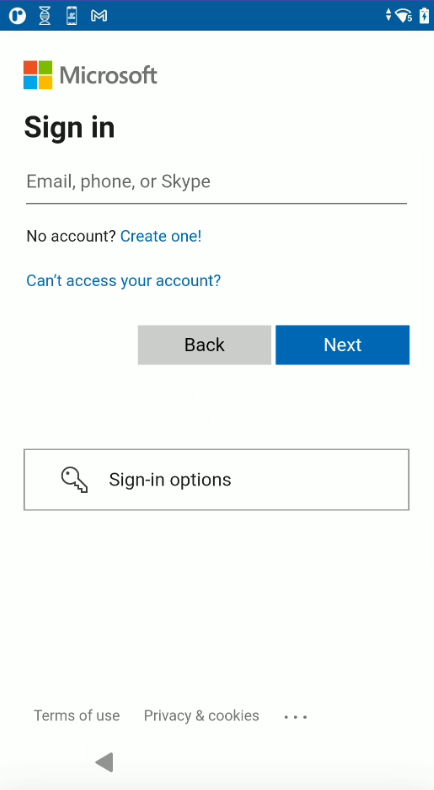 Microsoft
Sign in
Email, phone, or Skype
No account? Create one!
Can't access your account?
Back Next
Sign-in options
Terms of use Privacy & cookies ...